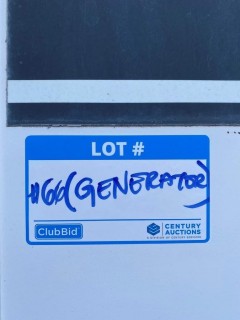 LOT #
#66 (GENERATOR)
ClubBid
CENTURY
AUCTIONS